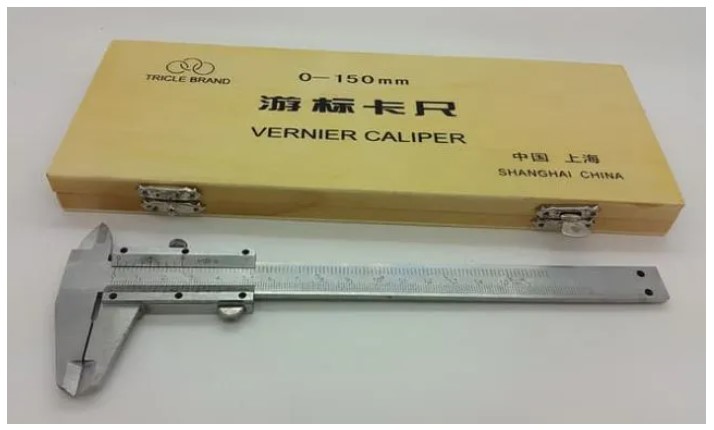 TRICLE BRAND
0—150mm
游标卡尺
VERNIER CALIPER
中国 上海
SHANGHAI CHINA